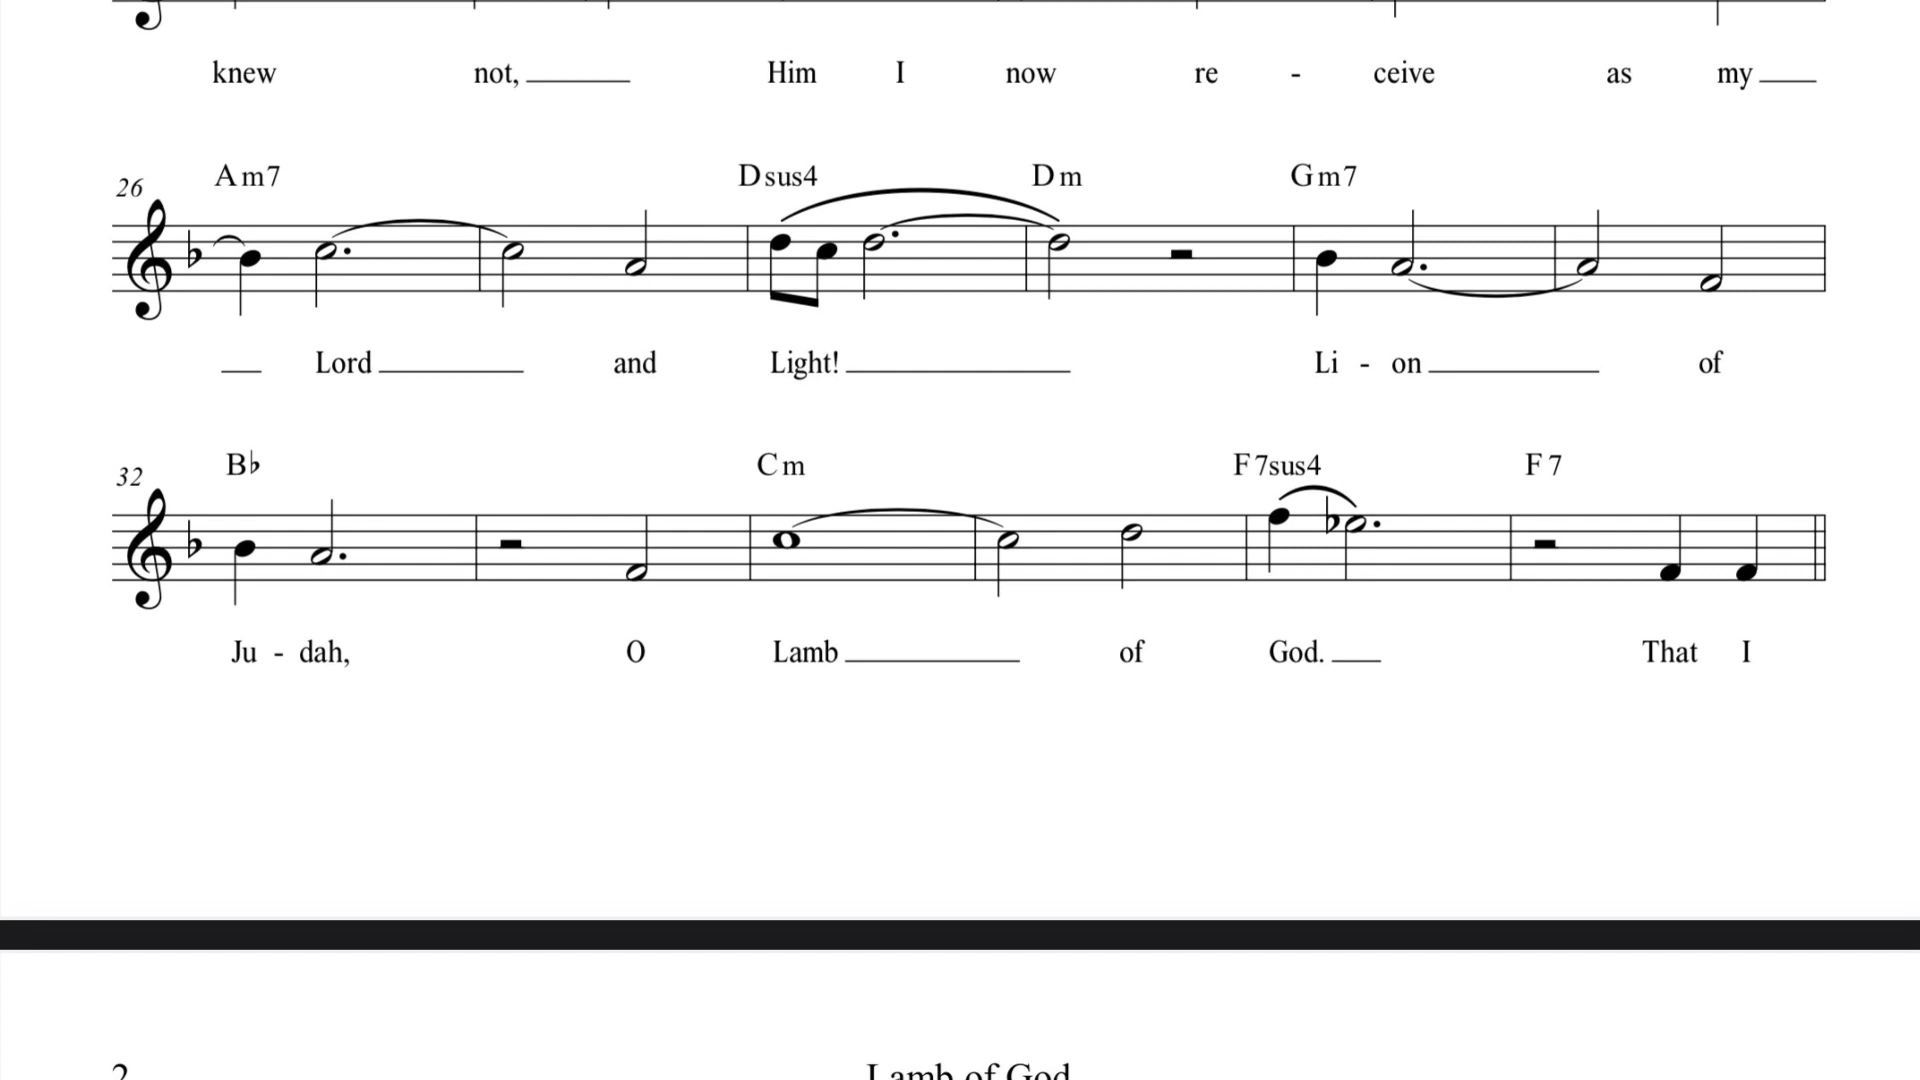 knew not, Him I now re - ceive as my
26 Am7 Dsus4 Dm Gm7
Lord and Light! Li - on of
32 B♭ Cm F7sus4 F7
Ju - dah, O Lamb of God. That I
2 Lamb of God